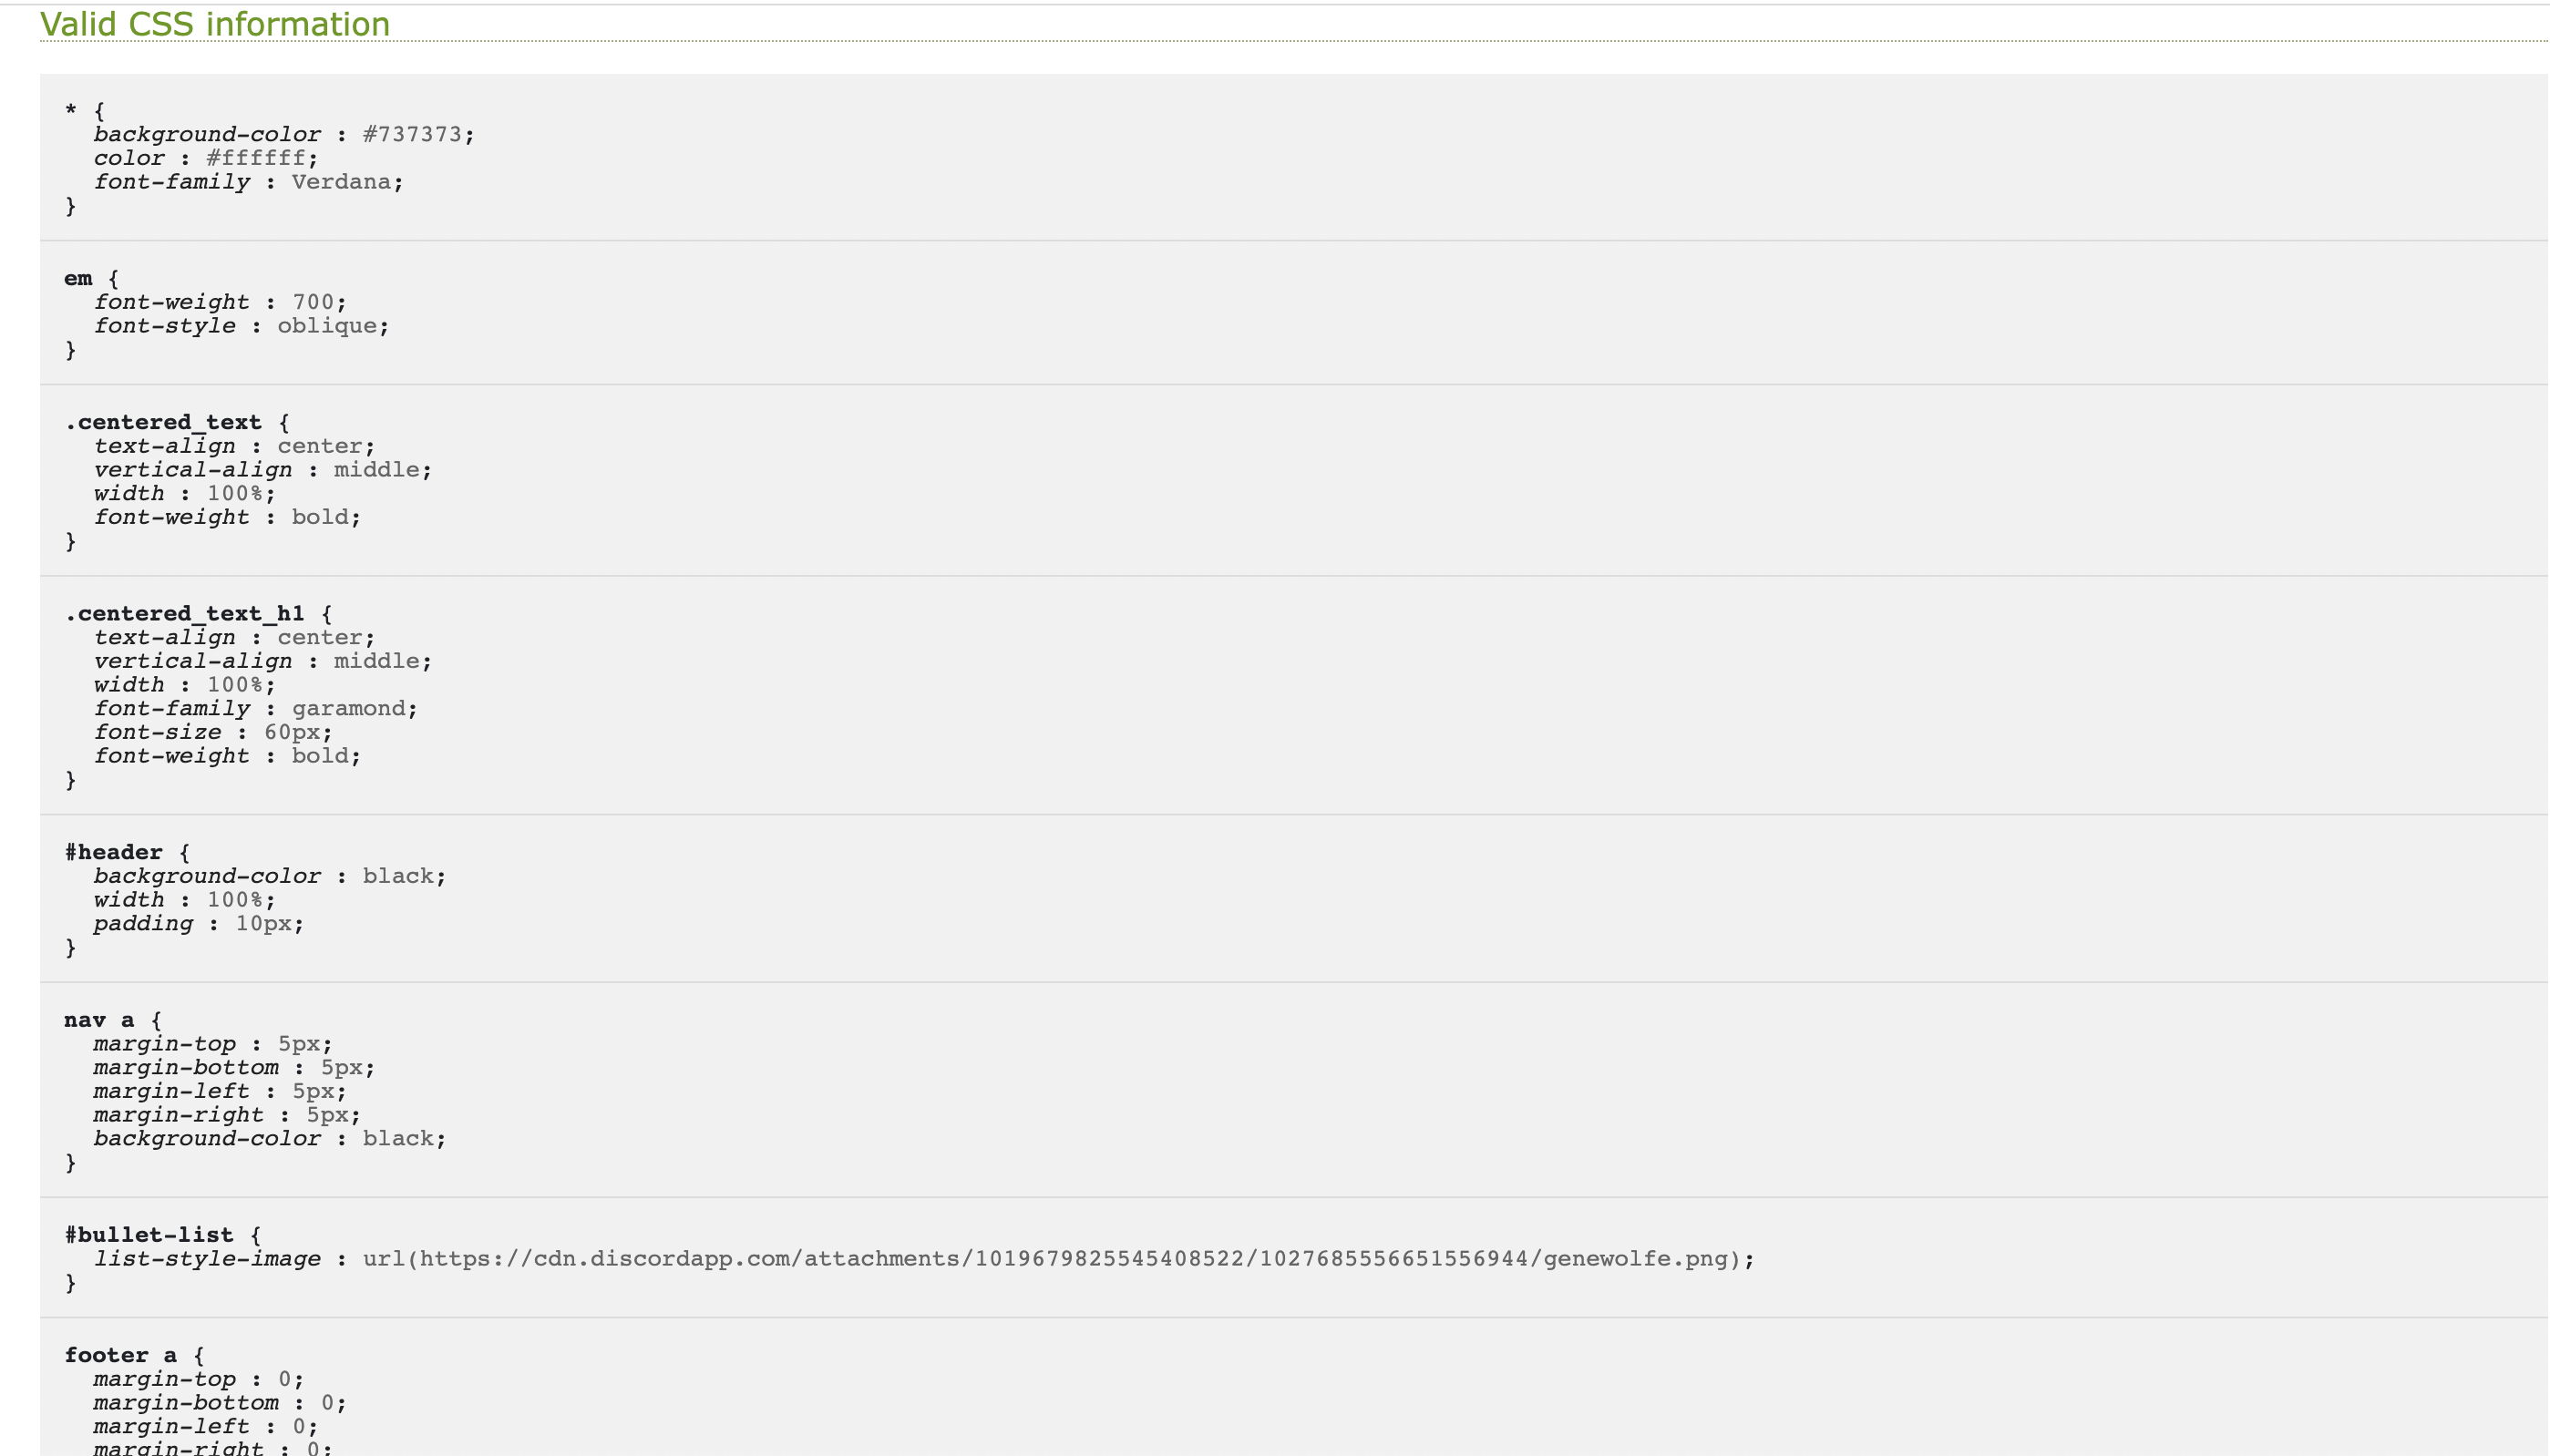 Valid CSS information
* {
background-color : #737373;
color : #ffffff;
font-family : Verdana;
}
em {
font-weight : 700;
font-style : oblique;
}
.centered_text {
text-align : center;
vertical-align : middle;
width : 100%;
font-weight : bold;
}
.centered_text_h1 {
text-align : center;
vertical-align : middle;
width : 100%;
font-family : garamond;
font-size : 60px;
font-weight : bold;
}
#header {
background-color : black;
width : 100%;
padding : 10px;
}
nav a {
margin-top : 5px;
margin-bottom : 5px;
margin-left : 5px;
margin-right : 5px;
background-color : black;
}
#bullet-list {
list-style-image : url(https://cdn.discordapp.com/attachments/1019679825545408522/1027685556651556944/genewolfe.png);
}
footer a {
margin-top : 0;
margin-bottom : 0;
margin-left : 0;
margin-right : 0;